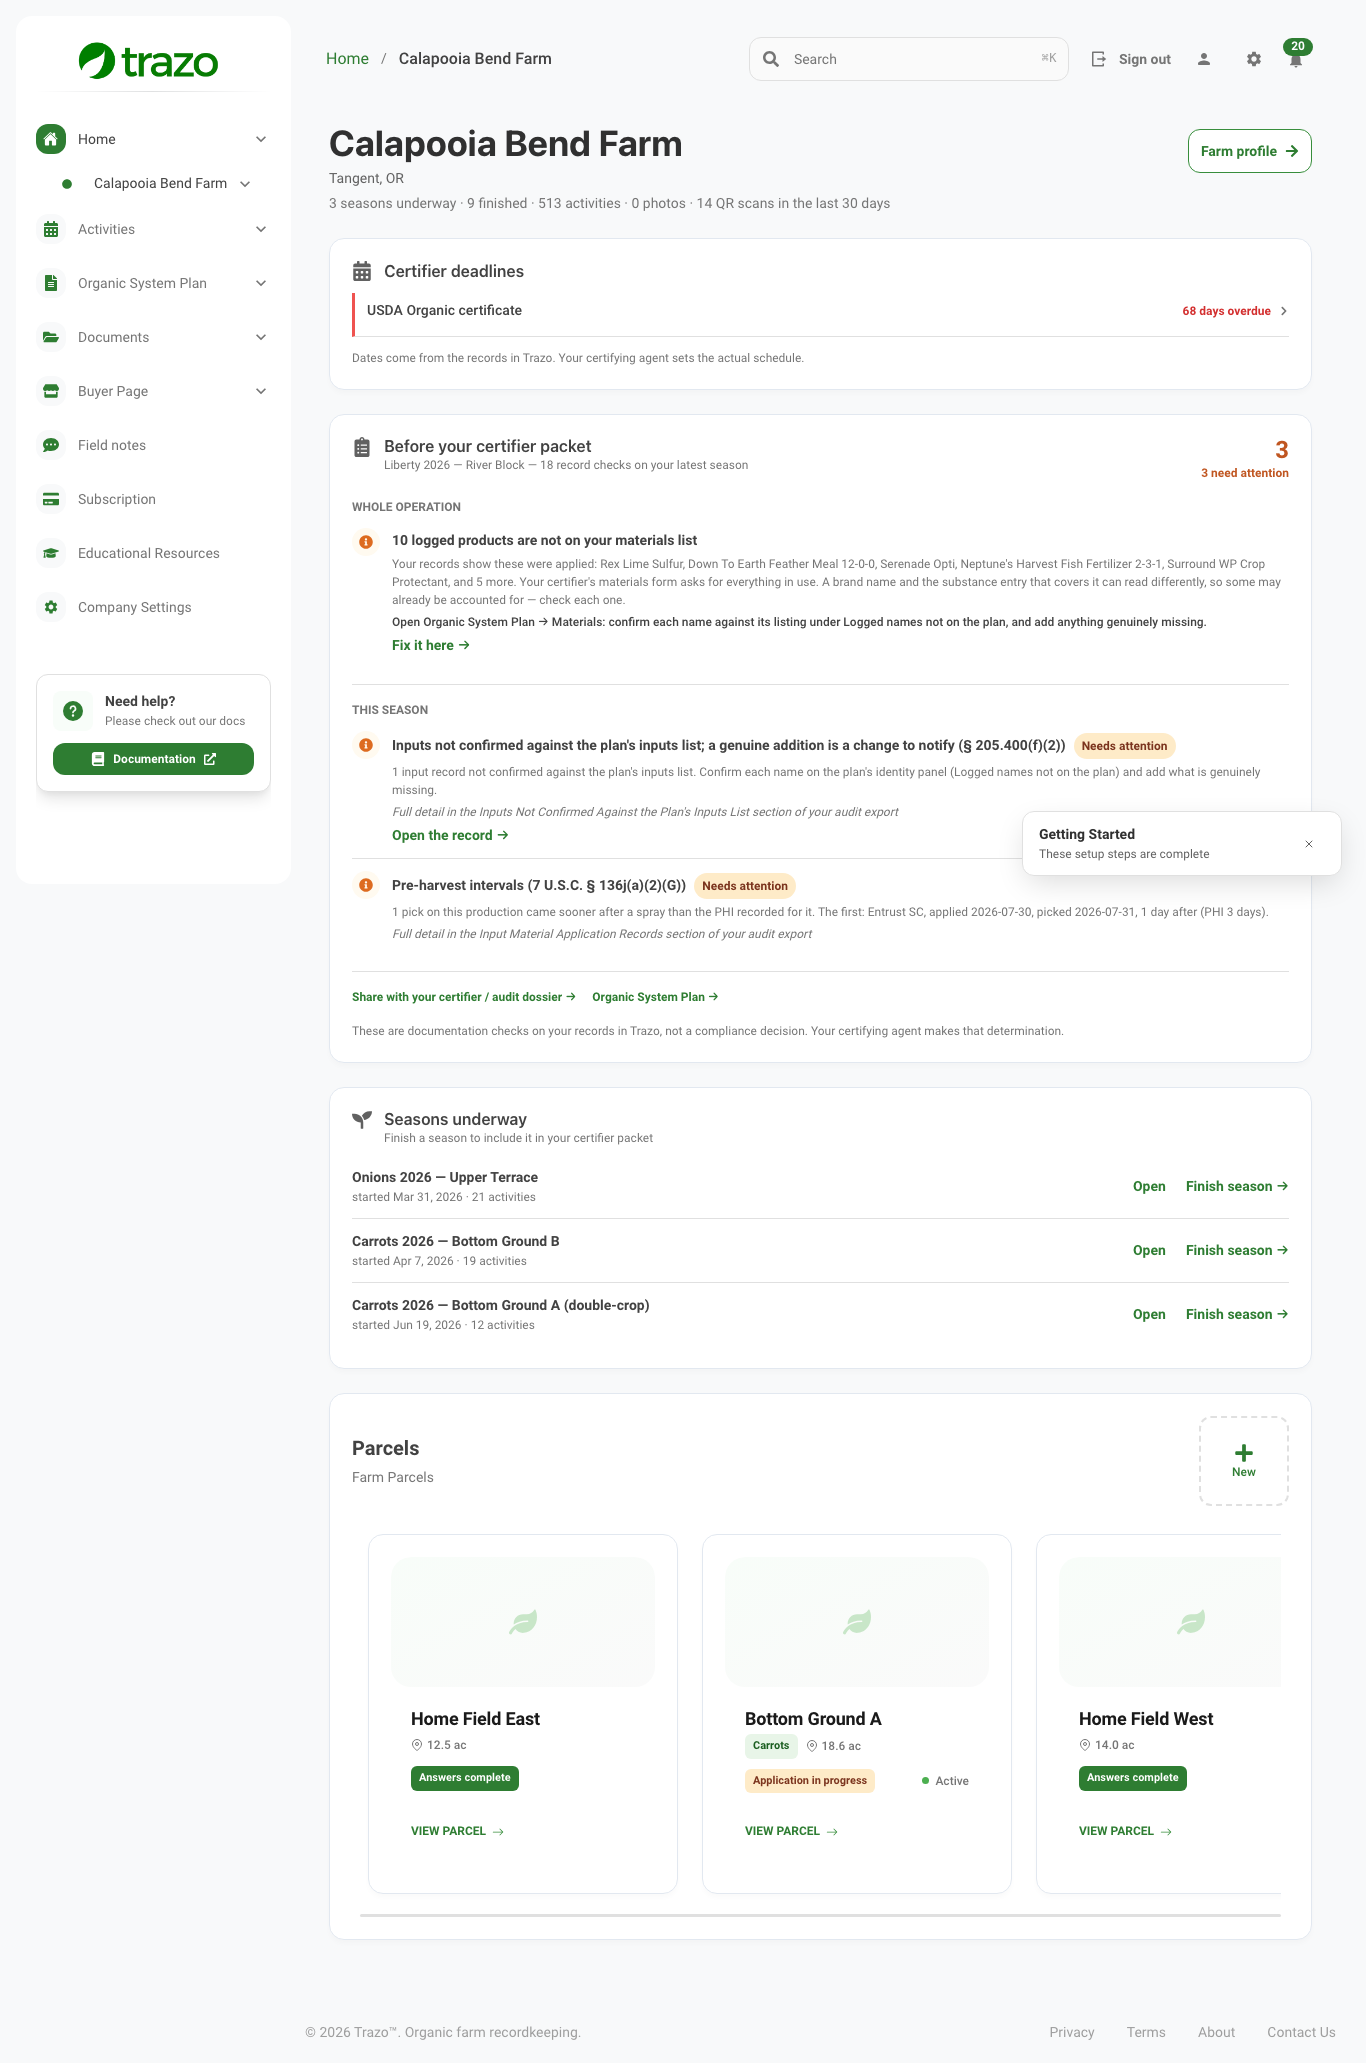 trazo
Home / Calapooia Bend Farm
Search ⌘K
Sign out
20
Home
Calapooia Bend Farm
Activities
Organic System Plan
Documents
Buyer Page
Field notes
Subscription
Educational Resources
Company Settings
Need help?
Please check out our docs
Documentation
Calapooia Bend Farm
Tangent, OR
3 seasons underway · 9 finished · 513 activities · 0 photos · 14 QR scans in the last 30 days
Farm profile →
Certifier deadlines
USDA Organic certificate
68 days overdue
Dates come from the records in Trazo. Your certifying agent sets the actual schedule.
Before your certifier packet
Liberty 2026 — River Block — 18 record checks on your latest season
3
3 need attention
WHOLE OPERATION
10 logged products are not on your materials list
Your records show these were applied: Rex Lime Sulfur, Down To Earth Feather Meal 12-0-0, Serenade Opti, Neptune's Harvest Fish Fertilizer 2-3-1, Surround WP Crop
Protectant, and 5 more. Your certifier's materials form asks for everything in use. A brand name and the substance entry that covers it can read differently, so some may
already be accounted for — check each one.
Open Organic System Plan → Materials: confirm each name against its listing under Logged names not on the plan, and add anything genuinely missing.
Fix it here →
THIS SEASON
Inputs not confirmed against the plan's inputs list; a genuine addition is a change to notify (§ 205.400(f)(2)) Needs attention
1 input record not confirmed against the plan's inputs list. Confirm each name on the plan's identity panel (Logged names not on the plan) and add what is genuinely
missing.
Full detail in the Inputs Not Confirmed Against the Plan's Inputs List section of your audit export
Open the record →
Getting Started
These setup steps are complete
Pre-harvest intervals (7 U.S.C. § 136j(a)(2)(G)) Needs attention
1 pick on this production came sooner after a spray than the PHI recorded for it. The first: Entrust SC, applied 2026-07-30, picked 2026-07-31, 1 day after (PHI 3 days).
Full detail in the Input Material Application Records section of your audit export
Share with your certifier / audit dossier → Organic System Plan →
These are documentation checks on your records in Trazo, not a compliance decision. Your certifying agent makes that determination.
Seasons underway
Finish a season to include it in your certifier packet
Onions 2026 — Upper Terrace
started Mar 31, 2026 · 21 activities
Open Finish season →
Carrots 2026 — Bottom Ground B
started Apr 7, 2026 · 19 activities
Open Finish season →
Carrots 2026 — Bottom Ground A (double-crop)
started Jun 19, 2026 · 12 activities
Open Finish season →
Parcels
Farm Parcels
New
Home Field East
12.5 ac
Answers complete
VIEW PARCEL →
Bottom Ground A
Carrots 18.6 ac
Application in progress Active
VIEW PARCEL →
Home Field West
14.0 ac
Answers complete
VIEW PARCEL →
© 2026 Trazo™. Organic farm recordkeeping.
Privacy Terms About Contact Us